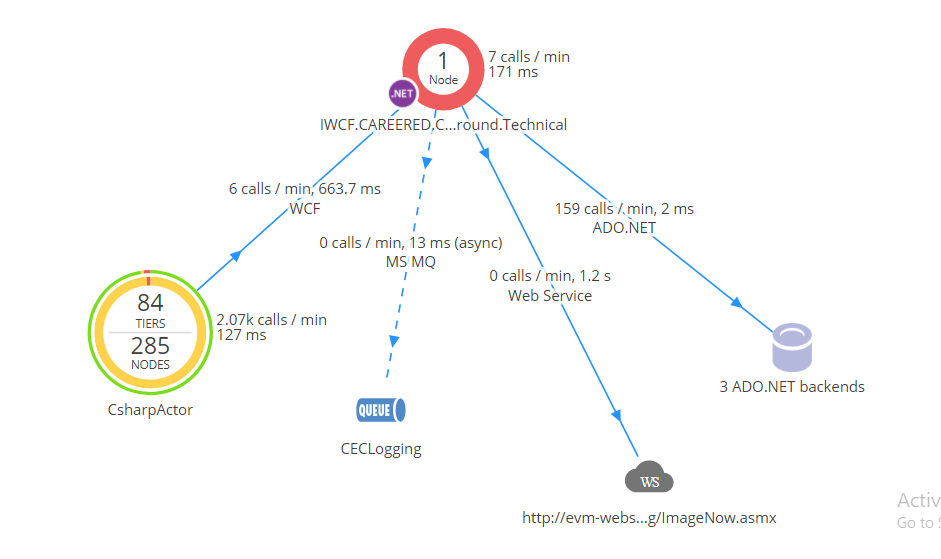 1
Node
7 calls / min
171 ms
.NET
IWCF.CAREERED.C...round.Technical
6 calls / min, 663.7 ms
WCF
159 calls / min, 2 ms
ADO.NET
0 calls / min, 13 ms (async)
MS MQ
0 calls / min, 1.2 s
Web Service
84
TIERS
285
NODES
2.07k calls / min
127 ms
CsharpActor
3 ADO.NET backends
QUEUE
CECLogging
WS
http://evm-webs...g/ImageNow.asmx
Activ
Go to S